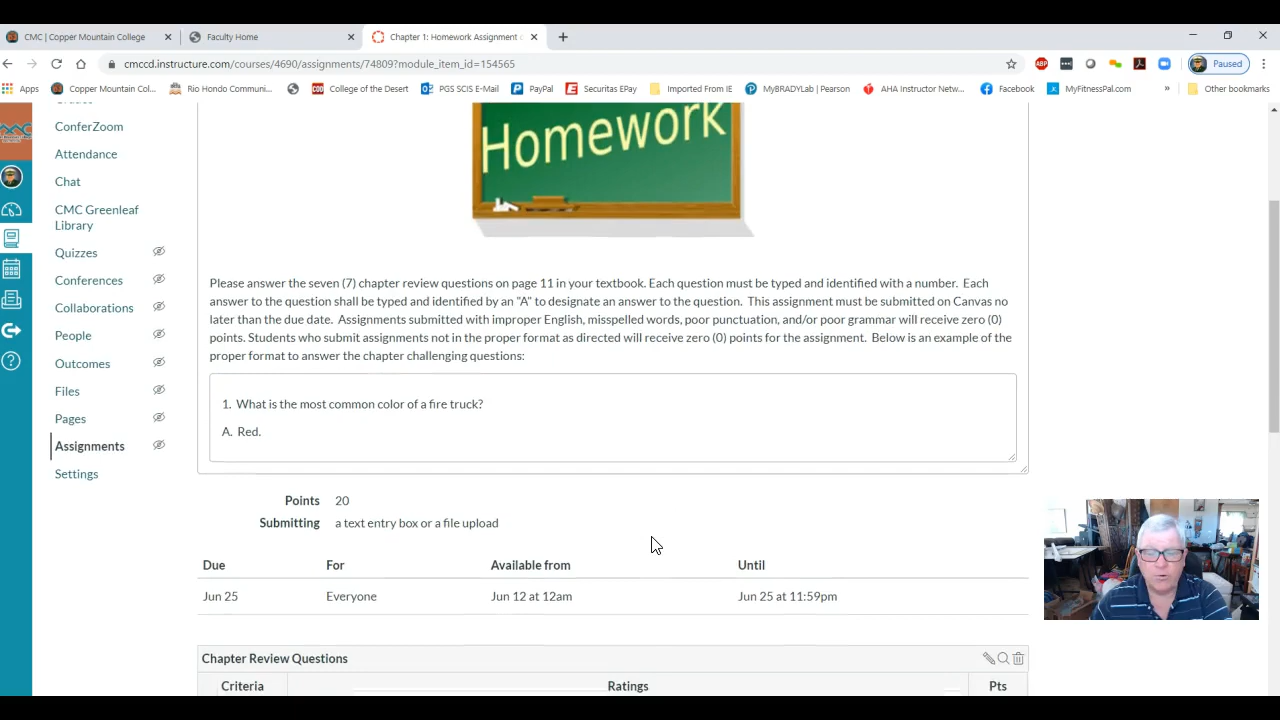 CMC | Copper Mountain College
Faculty Home
Chapter 1: Homework Assignment
cmccd.instructure.com/courses/4690/assignments/74809?module_item_id=154565
Paused
Apps
Copper Mountain Col...
Rio Hondo Communi...
College of the Desert
PGS SCIS E-Mail
PayPal
Securitas EPay
Imported From IE
MyBRADYLab | Pearson
AHA Instructor Netw...
Facebook
MyFitnessPal.com
»
Other bookmarks
ConferZoom
Attendance
Chat
CMC Greenleaf
Library
Quizzes
Conferences
Collaborations
People
Outcomes
Files
Pages
Assignments
Settings
Homework
Please answer the seven (7) chapter review questions on page 11 in your textbook. Each question must be typed and identified with a number. Each
answer to the question shall be typed and identified by an "A" to designate an answer to the question. This assignment must be submitted on Canvas no
later than the due date. Assignments submitted with improper English, misspelled words, poor punctuation, and/or poor grammar will receive zero (0)
points. Students who submit assignments not in the proper format as directed will receive zero (0) points for the assignment. Below is an example of the
proper format to answer the chapter challenging questions:
1. What is the most common color of a fire truck?
A. Red.
Points 20
Submitting a text entry box or a file upload
Due For Available from Until
Jun 25 Everyone Jun 12 at 12am Jun 25 at 11:59pm
Chapter Review Questions
Criteria Ratings Pts